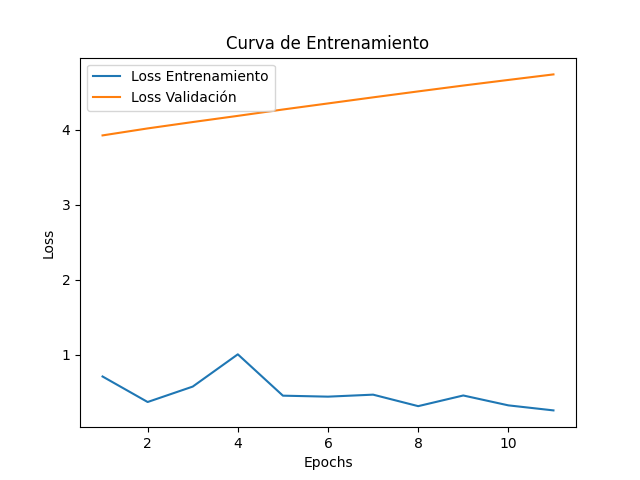 Curva de Entrenamiento
Loss Entrenamiento
Loss Validación
Loss
4
3
2
1
2
4
6
8
10
Epochs